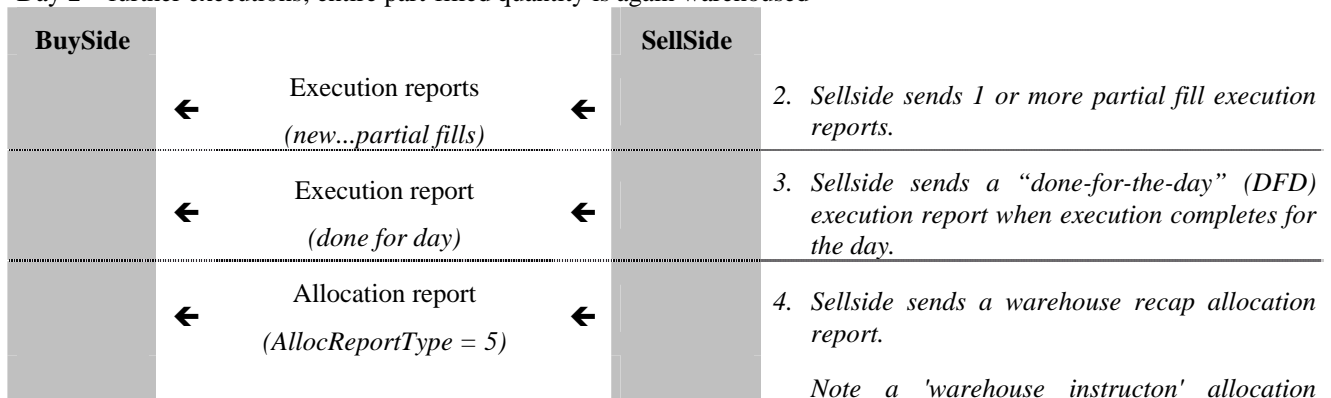 Day 2 – further executions, entire part-filled quantity is again warehoused
BuySide SellSide
Execution reports
(new...partial fills)
2. Sellside sends 1 or more partial fill execution
reports.
Execution report
(done for day)
3. Sellside sends a “done-for-the-day” (DFD)
execution report when execution completes for
the day.
Allocation report
(AllocReportType = 5)
4. Sellside sends a warehouse recap allocation
report.
Note a 'warehouse instructon' allocation